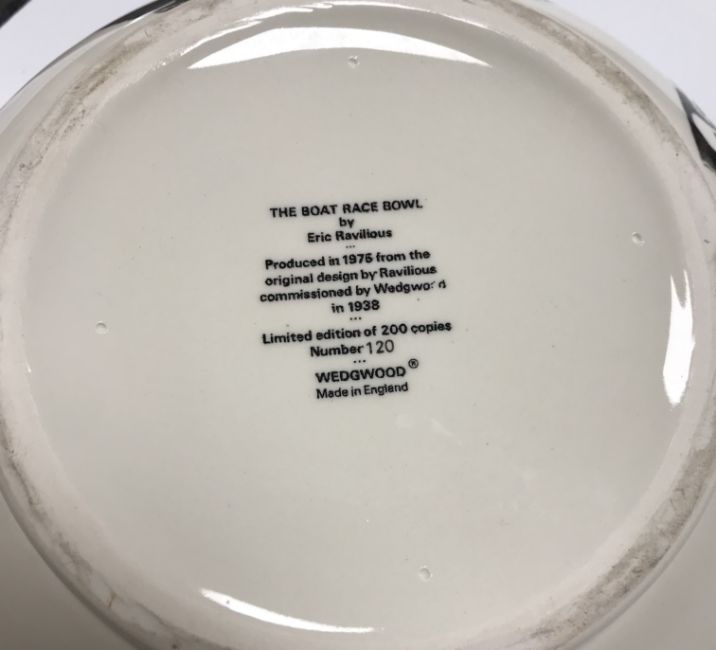 THE BOAT RACE BOWL
by
Eric Ravilious
...
Produced in 1975 from the
original design by Ravilious
commissioned by Wedgwood
in 1938
...
Limited edition of 200 copies
Number 120
...
WEDGWOOD®
Made in England